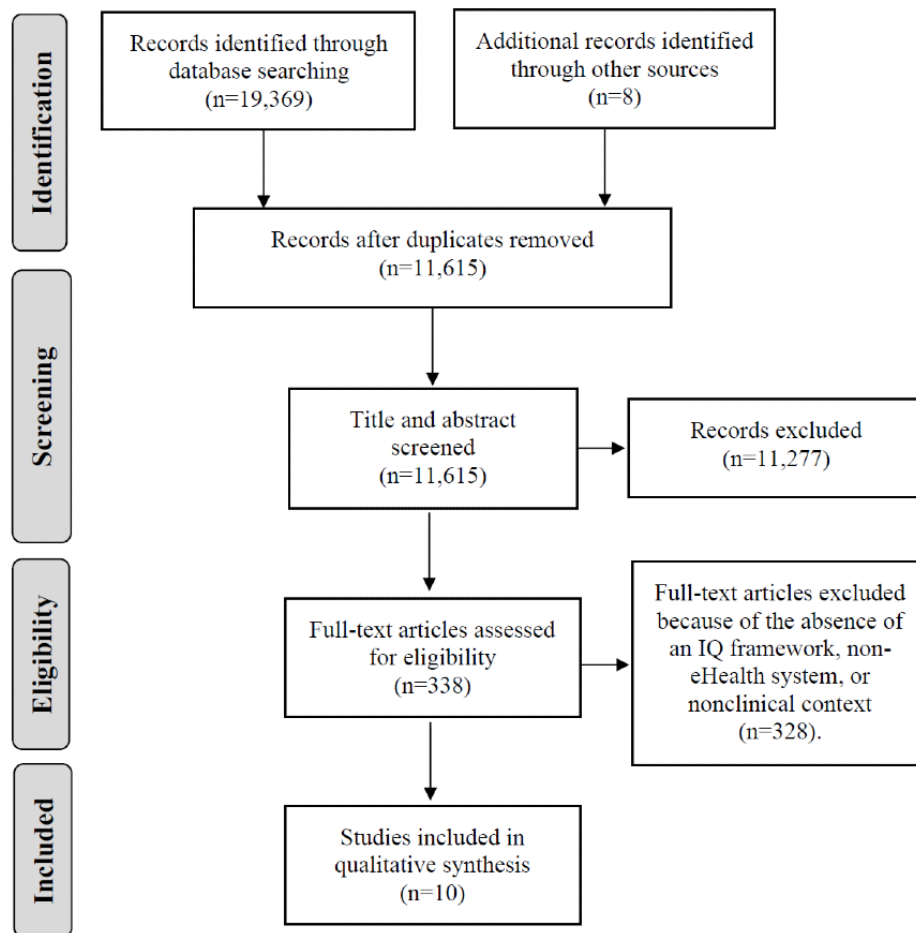 Identification
Records identified through
database searching
(n=19,369)
Additional records identified
through other sources
(n=8)
Records after duplicates removed
(n=11,615)
Screening
Title and abstract
screened
(n=11,615)
Records excluded
(n=11,277)
Eligibility
Full-text articles assessed
for eligibility
(n=338)
Full-text articles excluded
because of the absence of
an IQ framework, non-
eHealth system, or
nonclinical context
(n=328).
Included
Studies included in
qualitative synthesis
(n=10)